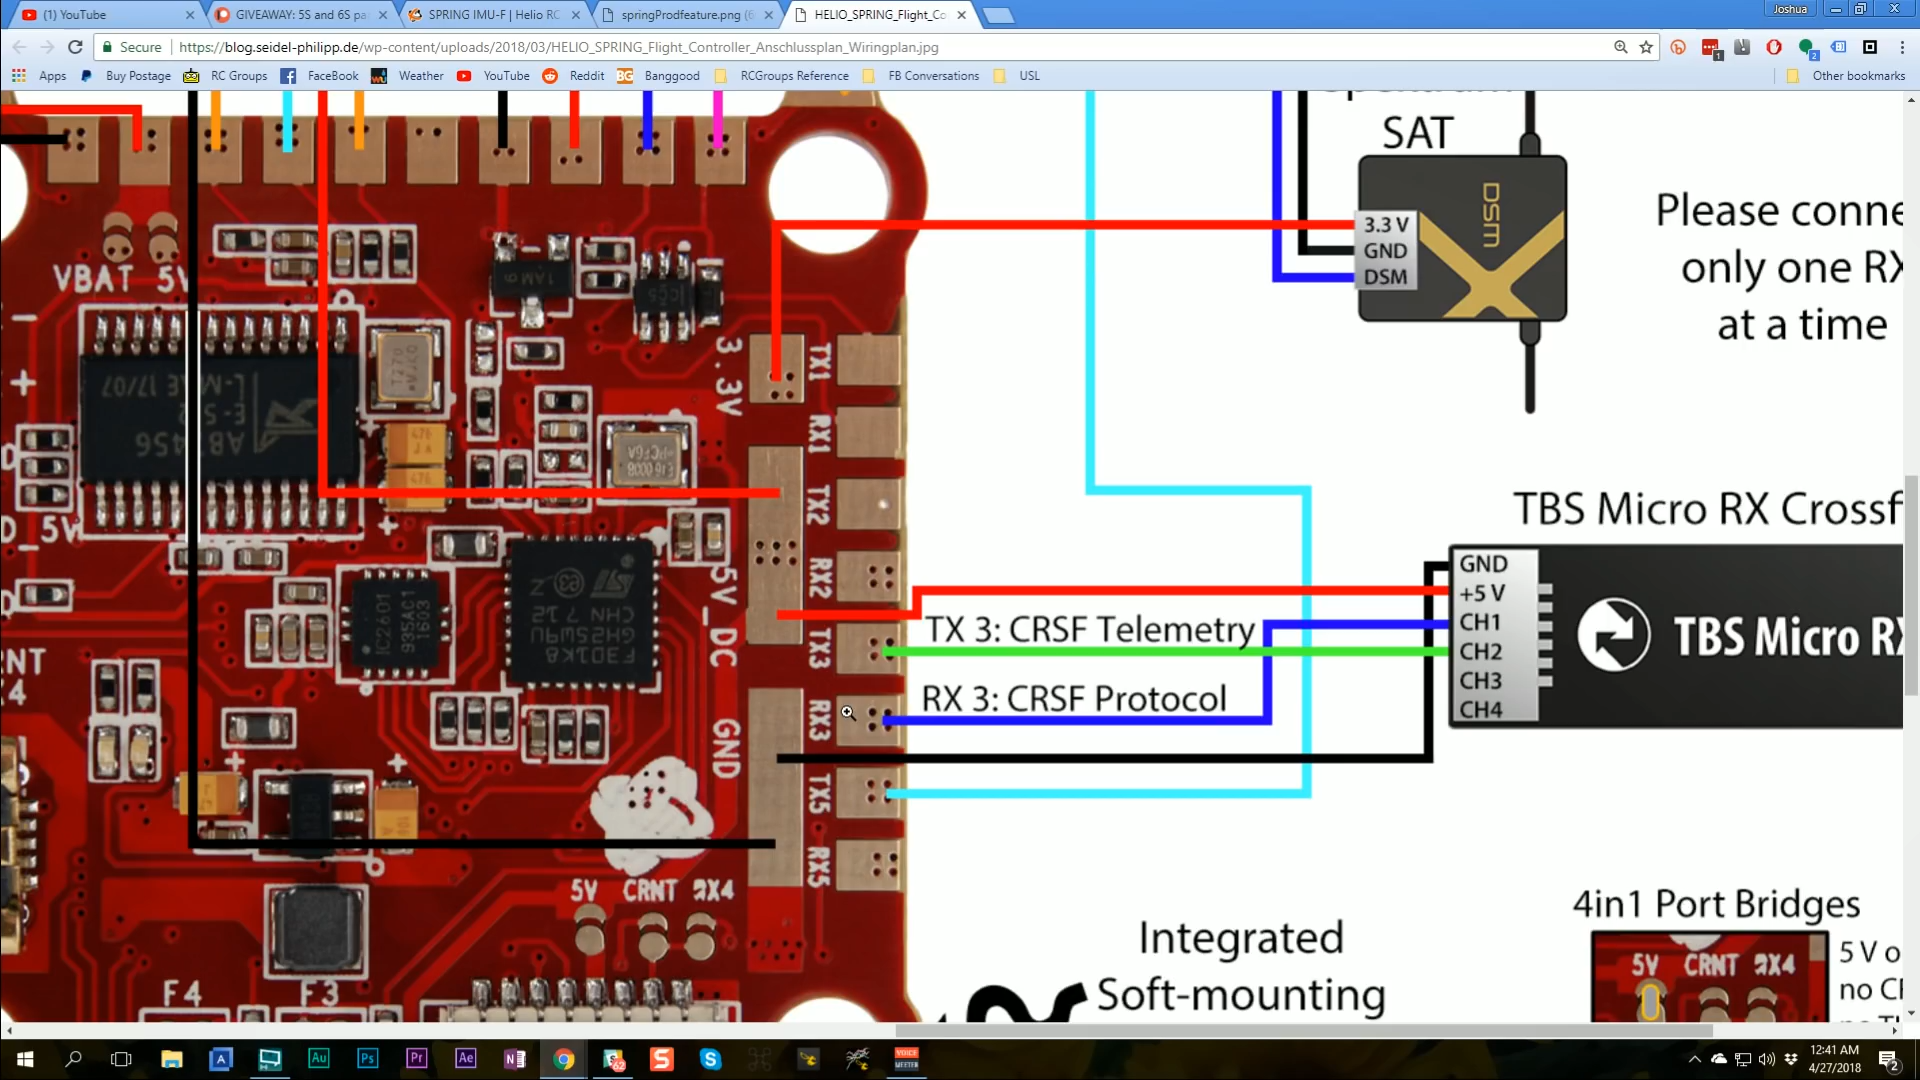 (1) YouTube
GIVEAWAY: 5S and 6S pa
SPRING IMU-F | Helio RC
springProdfeature.png (6
HELIO_SPRING_Flight_Co
Joshua
Secure
https://blog.seidel-philipp.de/wp-content/uploads/2018/03/HELIO_SPRING_Flight_Controller_Anschlussplan_Wiringplan.jpg
Apps
Buy Postage
RC Groups
FaceBook
Weather
YouTube
Reddit
BG
Banggood
RCGroups Reference
FB Conversations
USL
Other bookmarks
SAT
DSM
3.3 V
GND
DSM
Please conne
only one RX
at a time
VBAT 5V
3.3V
TX1
RX1
TX2
RX2
5V_DC
TX3
GND
RX3
TX5
RX5
TBS Micro RX Crossf
GND
+5 V
CH1
CH2
CH3
CH4
TBS Micro RX
TX 3: CRSF Telemetry
RX 3: CRSF Protocol
IC2601
935AC1
1603
5V CRNT RX4
F4
F3
Integrated
Soft-mounting
4in1 Port Bridges
5V CRNT RX4
5 V o
no C
12:41 AM
4/27/2018